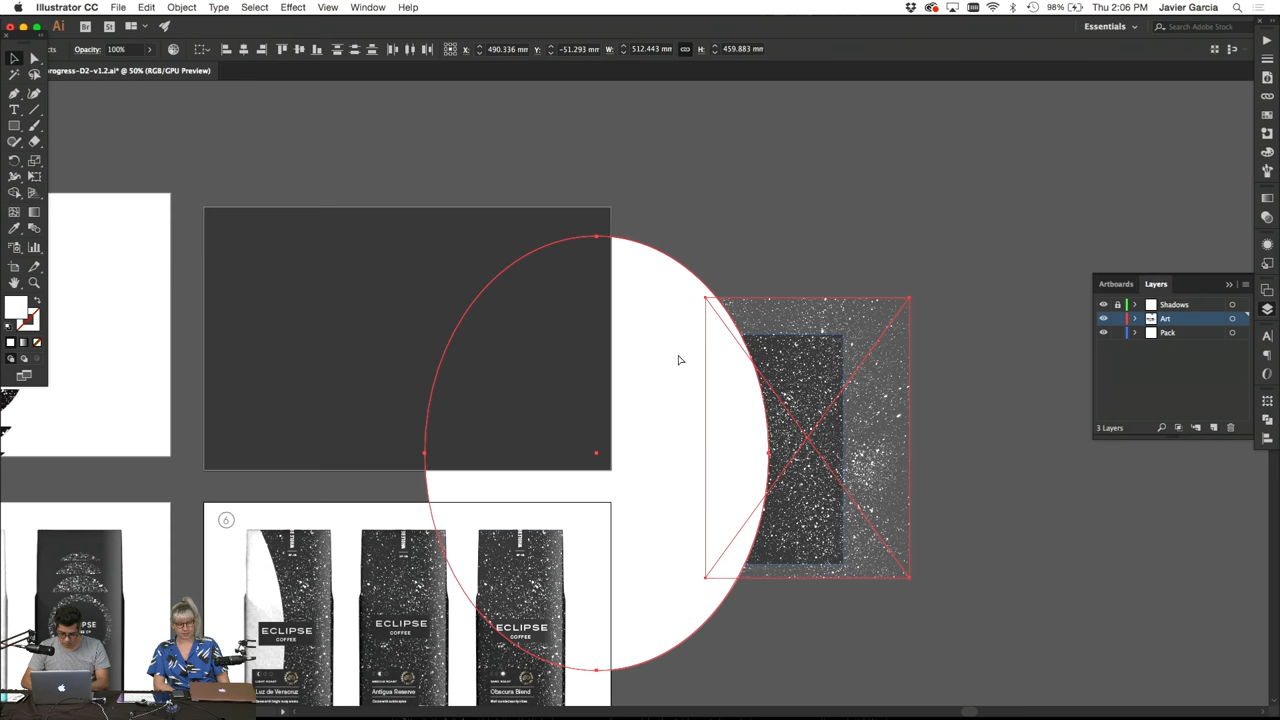 Illustrator CC File Edit Object Type Select Effect View Window Help
98% Thu 2:06 PM Javier Garcia
Ai Br St Essentials Search Adobe Stock
Opacity: 100% X: 490.336 mm Y: -51.293 mm W: 512.443 mm H: 459.883 mm
rogress-D2-v1.2.ai* @ 50% (RGB/GPU Preview)
Artboards Layers
Shadows
Art
Pack
3 Layers
6
ECLIPSE
COFFEE
Luz de Veracruz
ECLIPSE
COFFEE
Antigua Reserve
ECLIPSE
COFFEE
Obscura Blend